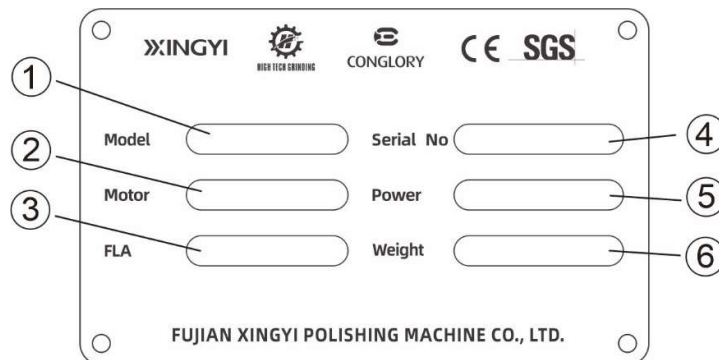 XINGYI HIGH TECH GRINDING CONGLORY CE SGS
① Model Serial No ④
② Motor Power ⑤
③ FLA Weight ⑥
FUJIAN XINGYI POLISHING MACHINE CO., LTD.